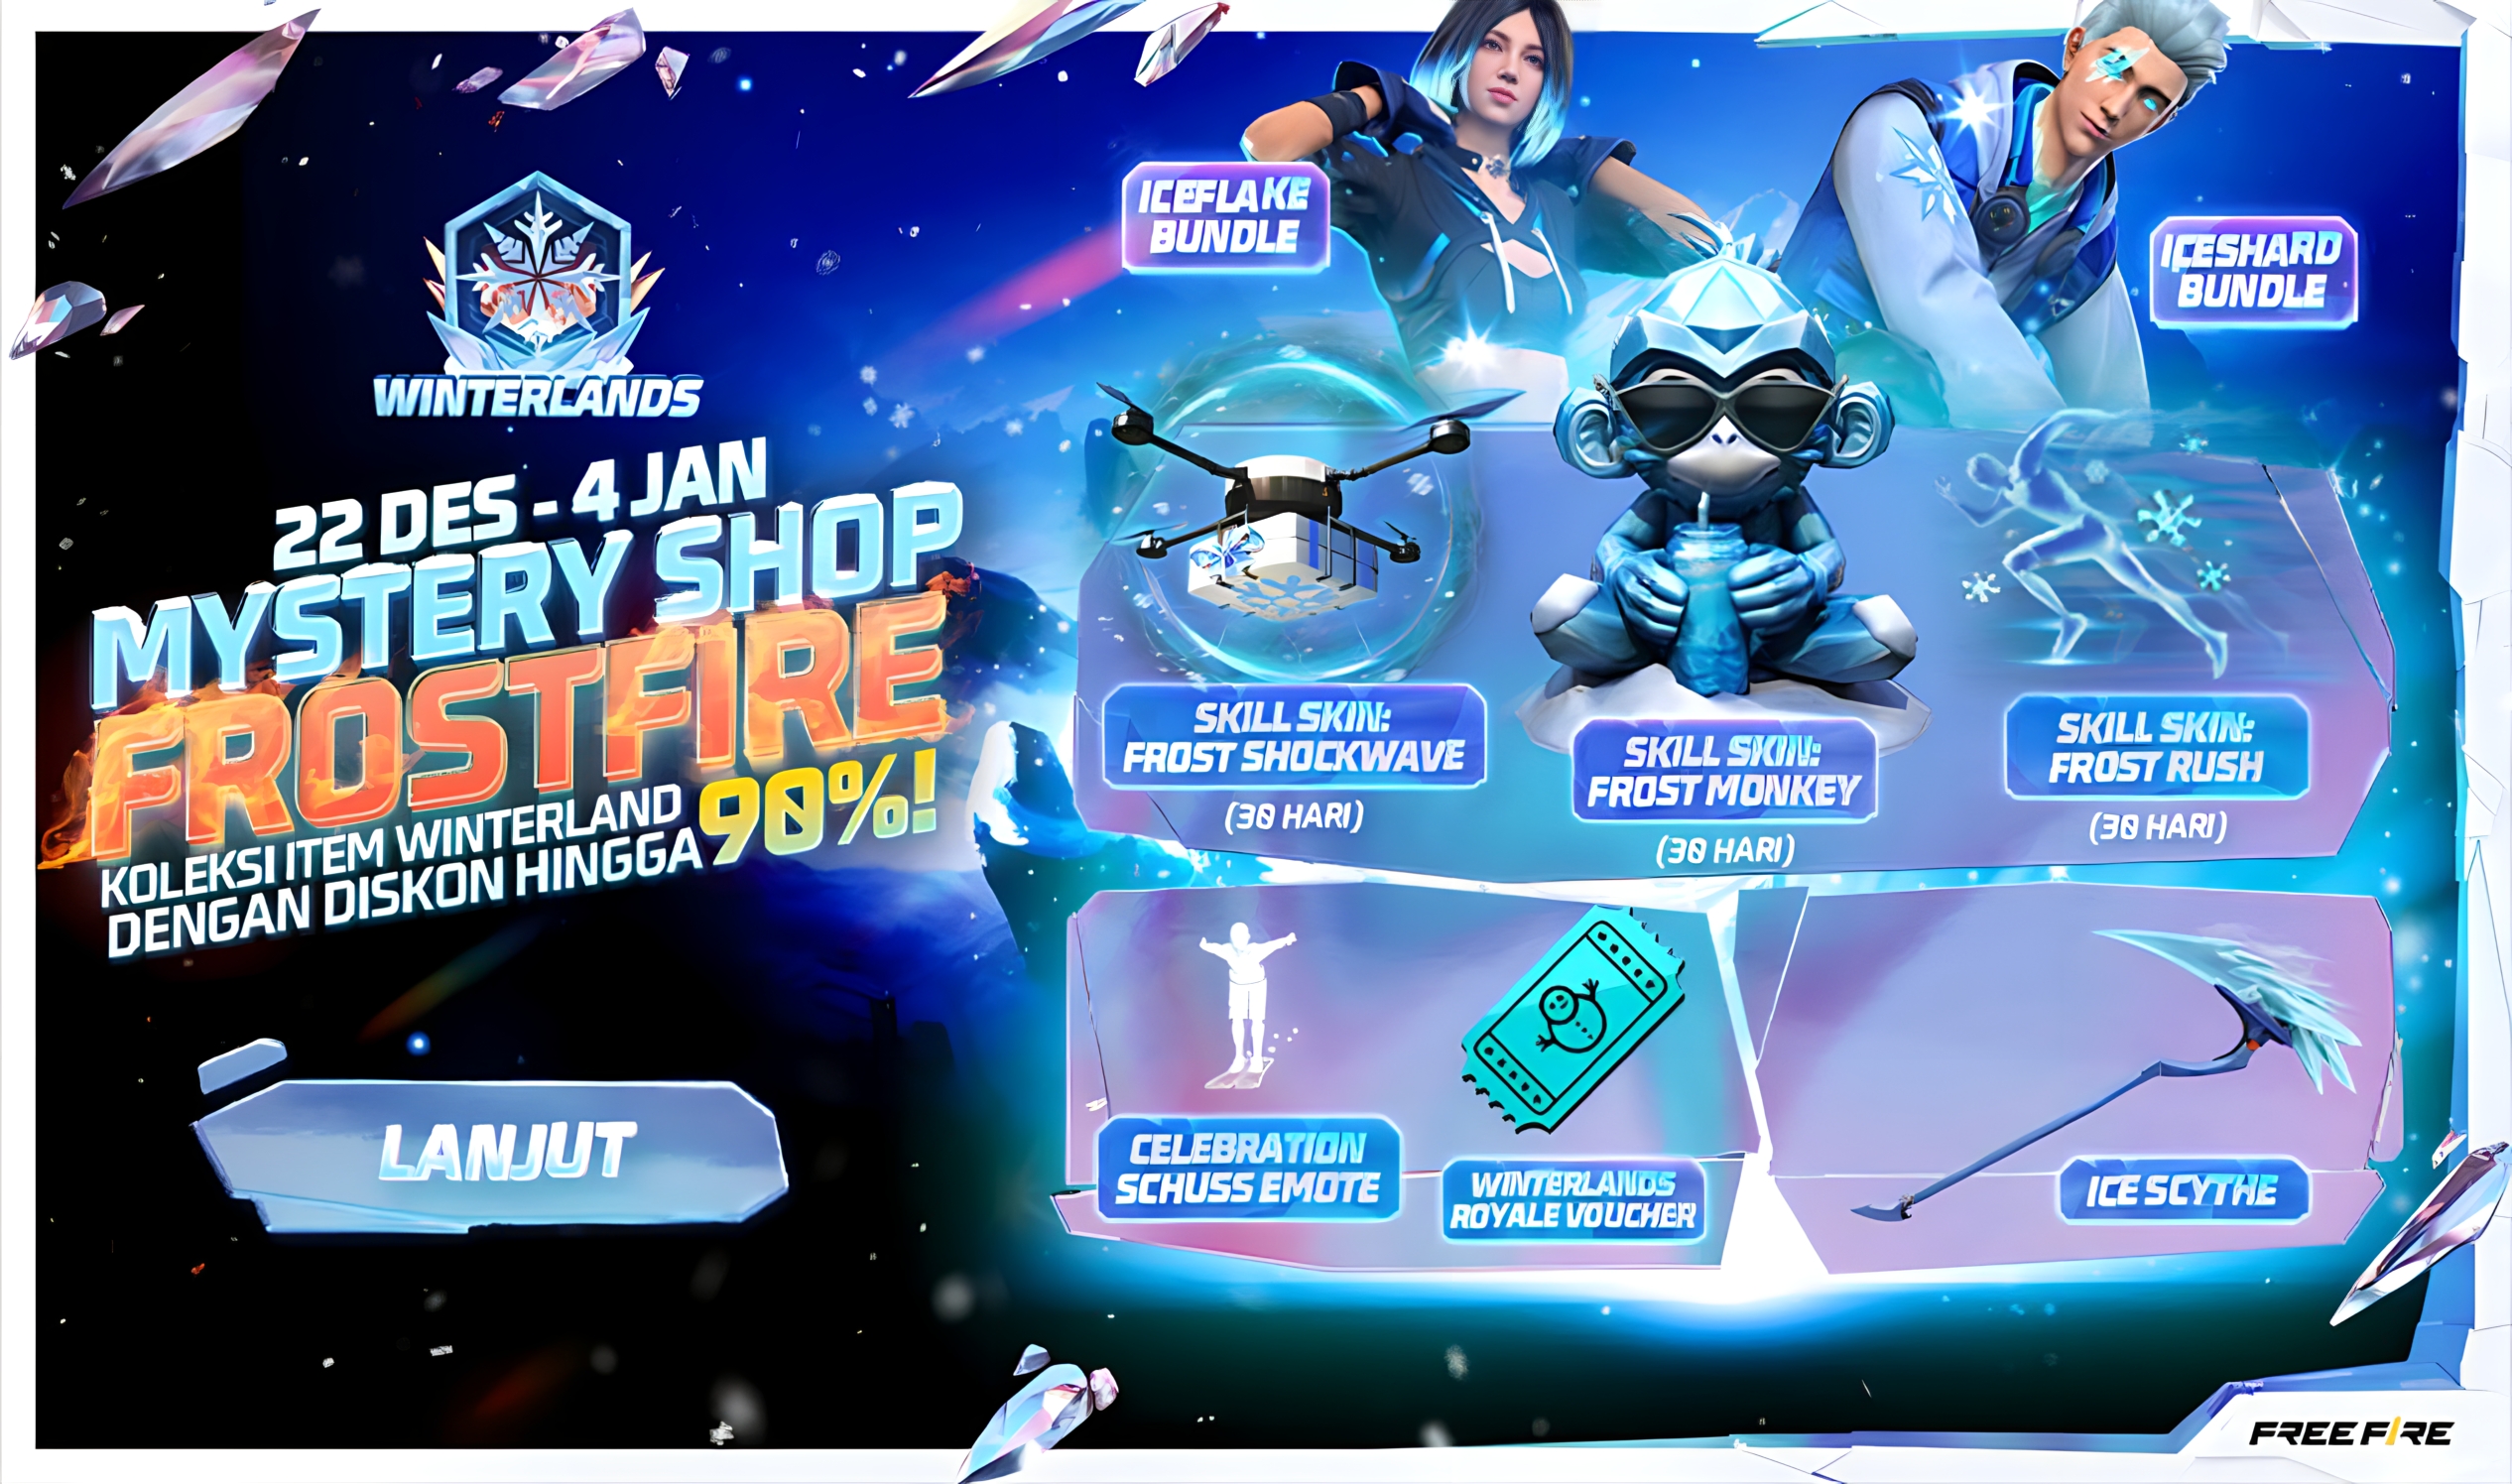 WINTERLANDS
22 DES - 4 JAN
MYSTERY SHOP
FROSTFIRE
KOLEKSI ITEM WINTERLAND
DENGAN DISKON HINGGA 90%!
LANJUT
ICEFLAKE
BUNDLE
ICESHARD
BUNDLE
SKILL SKIN:
FROST SHOCKWAVE
(30 HARI)
SKILL SKIN:
FROST MONKEY
(30 HARI)
SKILL SKIN:
FROST RUSH
(30 HARI)
CELEBRATION
SCHUSS EMOTE
WINTERLANDS
ROYALE VOUCHER
ICE SCYTHE
FREE FIRE